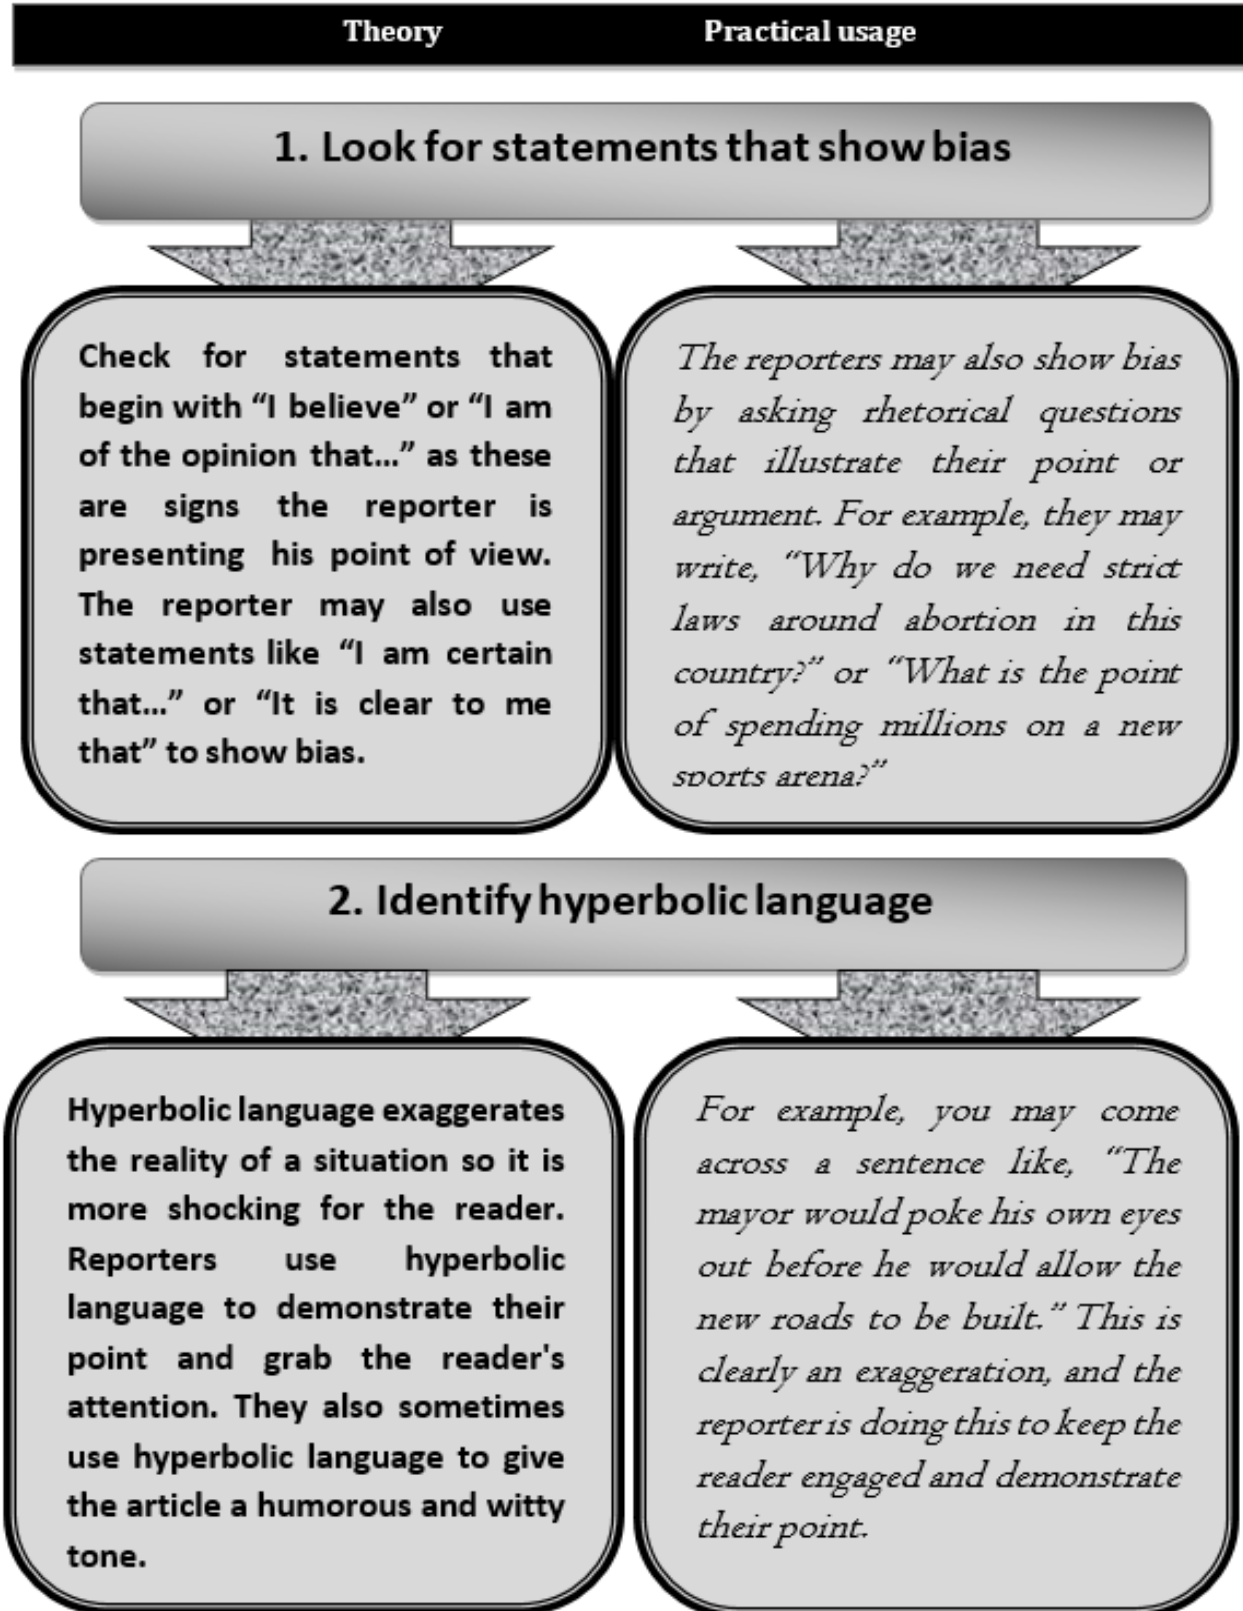 Theory Practical usage
1. Look for statements that show bias
Check for statements that
begin with “I believe” or “I am
of the opinion that...” as these
are signs the reporter is
presenting his point of view.
The reporter may also use
statements like “I am certain
that...” or “It is clear to me
that” to show bias.
The reporters may also show bias
by asking rhetorical questions
that illustrate their point or
argument. For example, they may
write, “Why do we need strict
laws around abortion in this
country?” or “What is the point
of spending millions on a new
sports arena?”
2. Identify hyperbolic language
Hyperbolic language exaggerates
the reality of a situation so it is
more shocking for the reader.
Reporters use hyperbolic
language to demonstrate their
point and grab the reader's
attention. They also sometimes
use hyperbolic language to give
the article a humorous and witty
tone.
For example, you may come
across a sentence like, “The
mayor would poke his own eyes
out before he would allow the
new roads to be built.” This is
clearly an exaggeration, and the
reporter is doing this to keep the
reader engaged and demonstrate
their point.